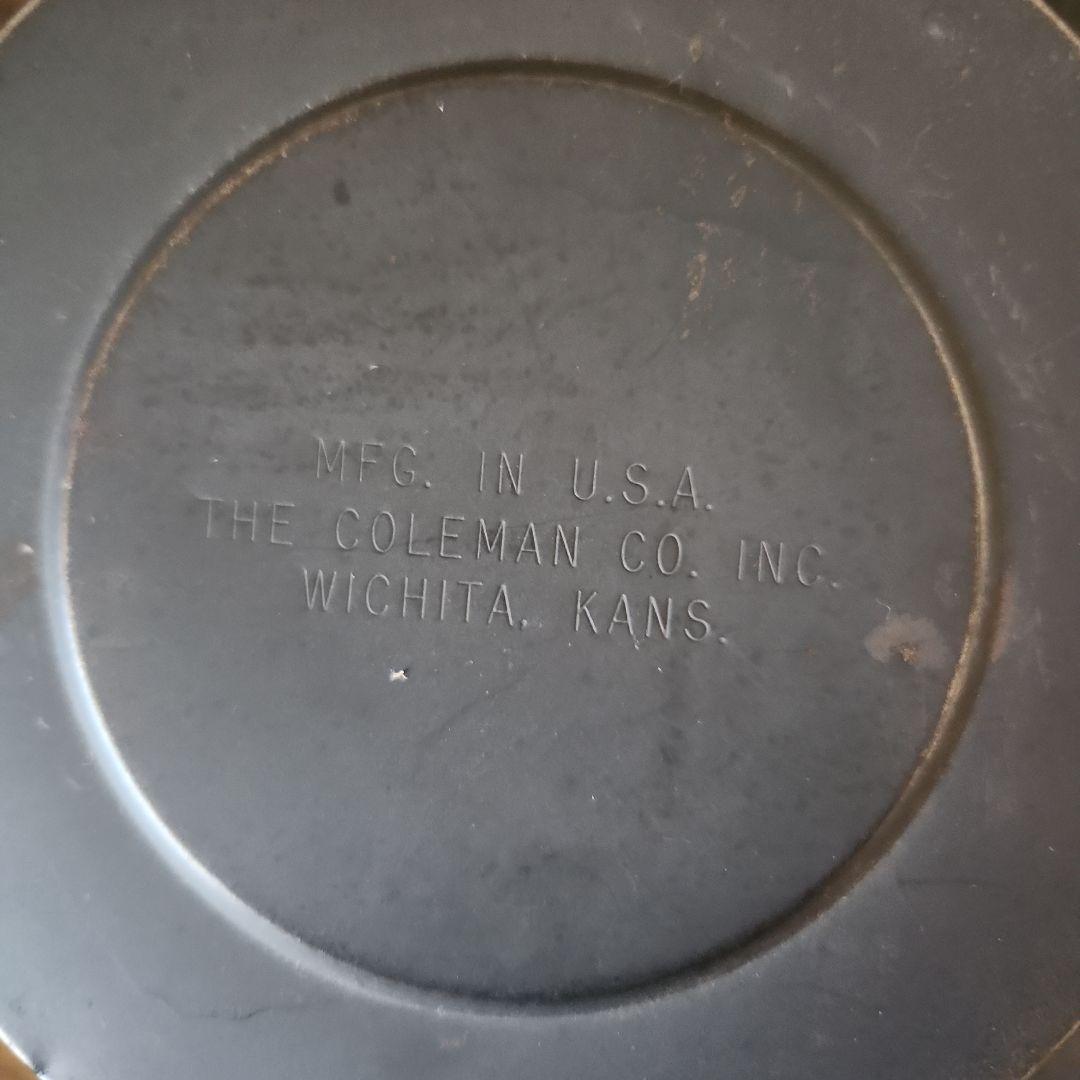 MFG. IN U.S.A.
THE COLEMAN CO. INC.
WICHITA, KANS.